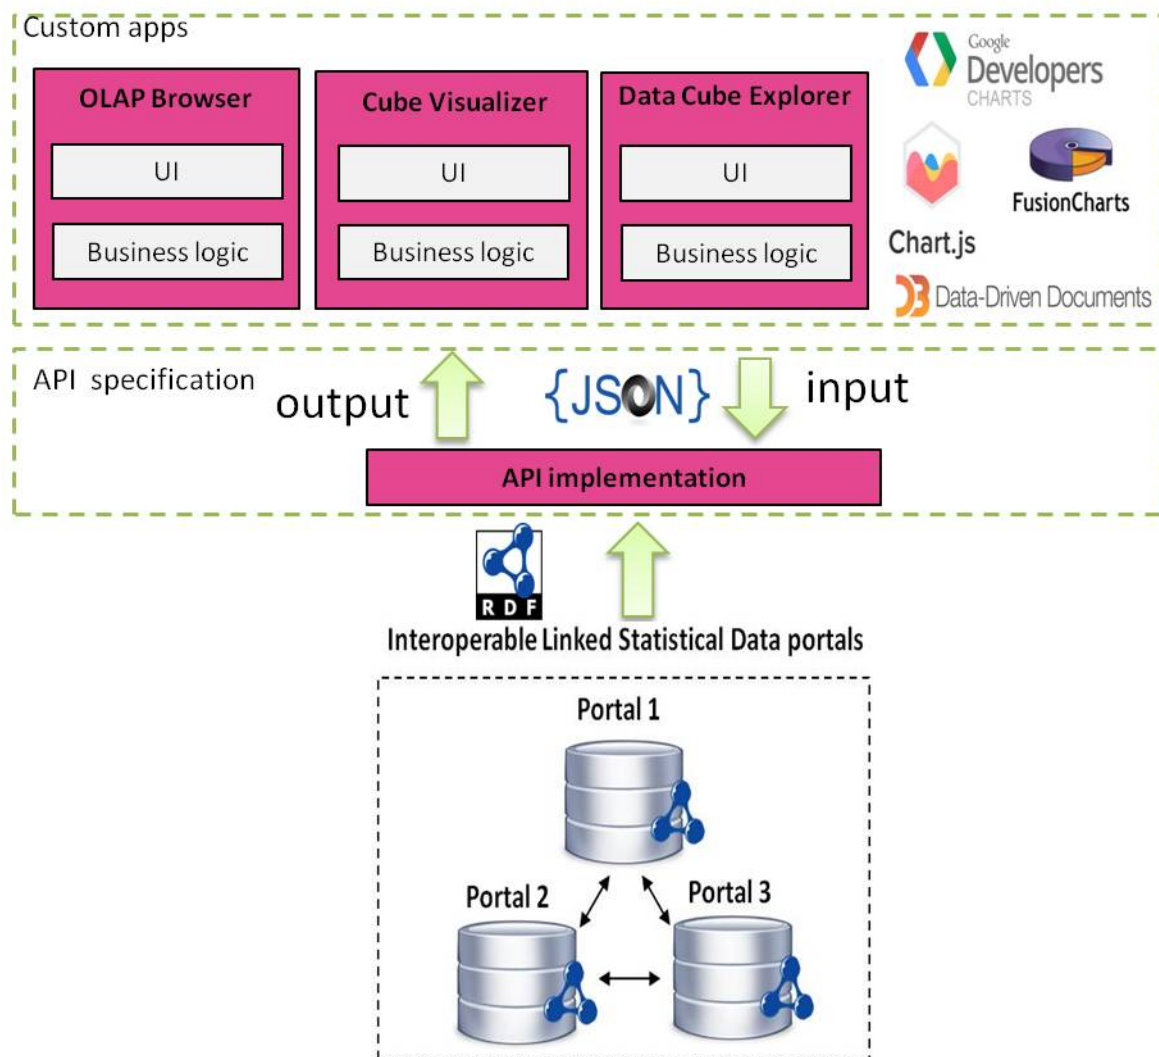 Custom apps
OLAP Browser
UI
Business logic
Cube Visualizer
UI
Business logic
Data Cube Explorer
UI
Business logic
Google
Developers
CHARTS
FusionCharts
Chart.js
D3 Data-Driven Documents
API specification
output
{JSON}
input
API implementation
RDF
Interoperable Linked Statistical Data portals
Portal 1
Portal 2
Portal 3